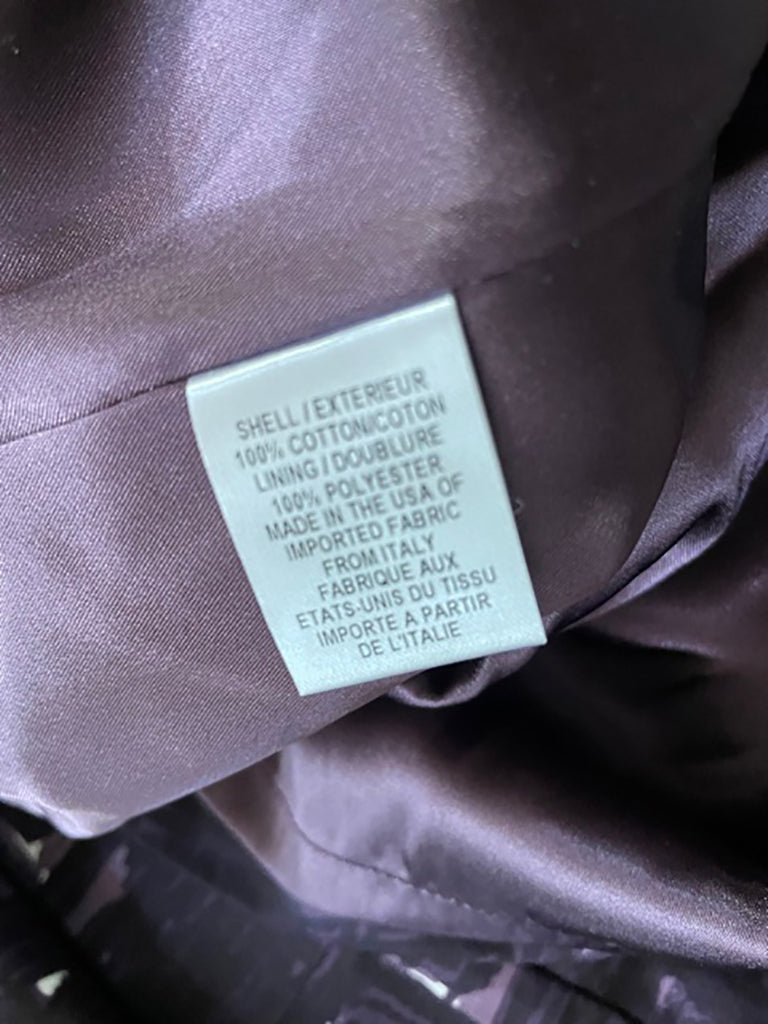 SHELL / EXTERIEUR
100% COTTON/COTON
LINING / DOUBLURE
100% POLYESTER
MADE IN THE USA OF
IMPORTED FABRIC
FROM ITALY
FABRIQUE AUX
ETATS-UNIS DU TISSU
IMPORTE A PARTIR
DE L'ITALIE